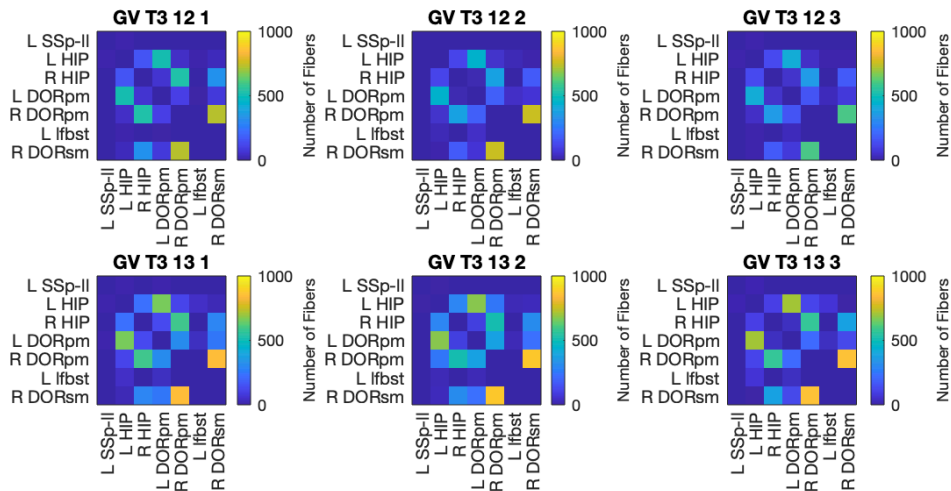 GV T3 12 1
GV T3 12 2
GV T3 12 3
L SSp-ll
L HIP
R HIP
L DORpm
R DORpm
L lfbst
R DORsm
1000
500
0
Number of Fibers
L SSp-ll
L HIP
R HIP
L DORpm
R DORpm
L lfbst
R DORsm
L SSp-ll
L HIP
R HIP
L DORpm
R DORpm
L lfbst
R DORsm
1000
500
0
Number of Fibers
L SSp-ll
L HIP
R HIP
L DORpm
R DORpm
L lfbst
R DORsm
L SSp-ll
L HIP
R HIP
L DORpm
R DORpm
L lfbst
R DORsm
1000
500
0
Number of Fibers
L SSp-ll
L HIP
R HIP
L DORpm
R DORpm
L lfbst
R DORsm
GV T3 13 1
GV T3 13 2
GV T3 13 3
L SSp-ll
L HIP
R HIP
L DORpm
R DORpm
L lfbst
R DORsm
1000
500
0
Number of Fibers
L SSp-ll
L HIP
R HIP
L DORpm
R DORpm
L lfbst
R DORsm
L SSp-ll
L HIP
R HIP
L DORpm
R DORpm
L lfbst
R DORsm
1000
500
0
Number of Fibers
L SSp-ll
L HIP
R HIP
L DORpm
R DORpm
L lfbst
R DORsm
L SSp-ll
L HIP
R HIP
L DORpm
R DORpm
L lfbst
R DORsm
1000
500
0
Number of Fibers
L SSp-ll
L HIP
R HIP
L DORpm
R DORpm
L lfbst
R DORsm